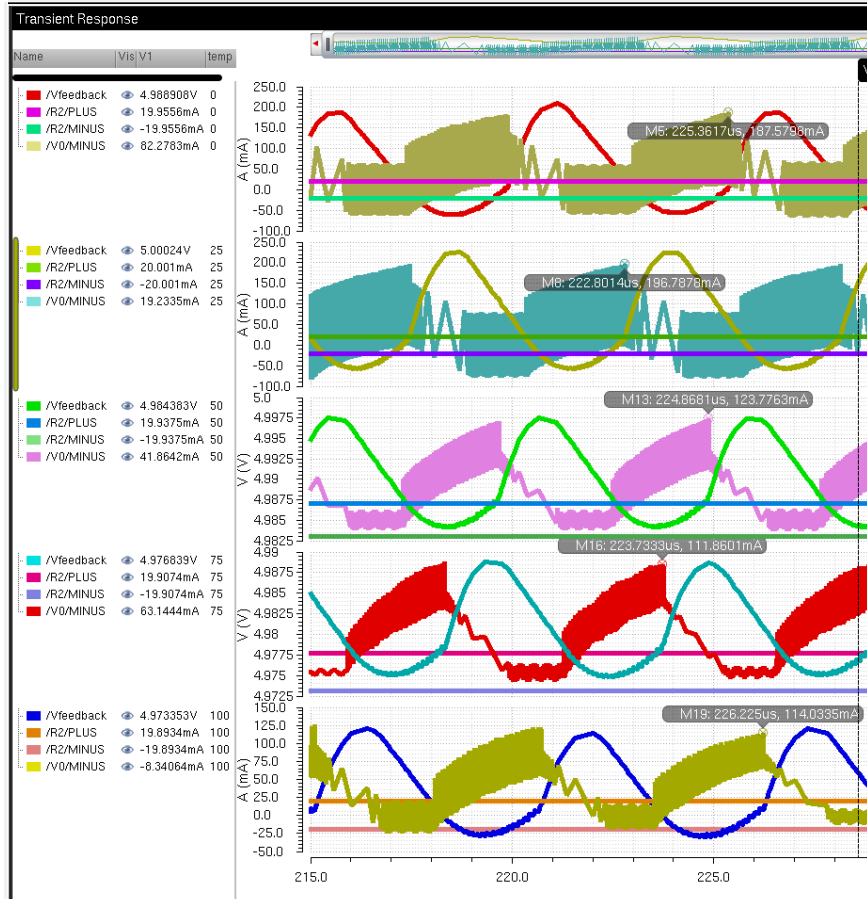 Transient Response
Name Vis V1 temp
/Vfeedback 4.988908V 0
/R2/PLUS 19.9556mA 0
/R2/MINUS -19.9556mA 0
/V0/MINUS 82.2783mA 0
250.0
200.0
150.0
100.0
50.0
0.0
-50.0
-100.0
A (mA)
M5: 225.3617us, 187.5798mA
/Vfeedback 5.00024V 25
/R2/PLUS 20.001mA 25
/R2/MINUS -20.001mA 25
/V0/MINUS 19.2335mA 25
250.0
200.0
150.0
100.0
50.0
0.0
-50.0
-100.0
A (mA)
M8: 222.8014us, 196.7878mA
/Vfeedback 4.984383V 50
/R2/PLUS 19.9375mA 50
/R2/MINUS -19.9375mA 50
/V0/MINUS 41.8642mA 50
5.0
4.9975
4.995
4.9925
4.99
4.9875
4.985
4.9825
V (V)
M13: 224.8681us, 123.7763mA
/Vfeedback 4.976839V 75
/R2/PLUS 19.9074mA 75
/R2/MINUS -19.9074mA 75
/V0/MINUS 63.1444mA 75
4.99
4.9875
4.985
4.9825
4.98
4.9775
4.975
4.9725
V (V)
M16: 223.7333us, 111.8601mA
/Vfeedback 4.973353V 100
/R2/PLUS 19.8934mA 100
/R2/MINUS -19.8934mA 100
/V0/MINUS -8.34064mA 100
150.0
125.0
100.0
75.0
50.0
25.0
0.0
-25.0
-50.0
A (mA)
M19: 226.225us, 114.0335mA
215.0 220.0 225.0